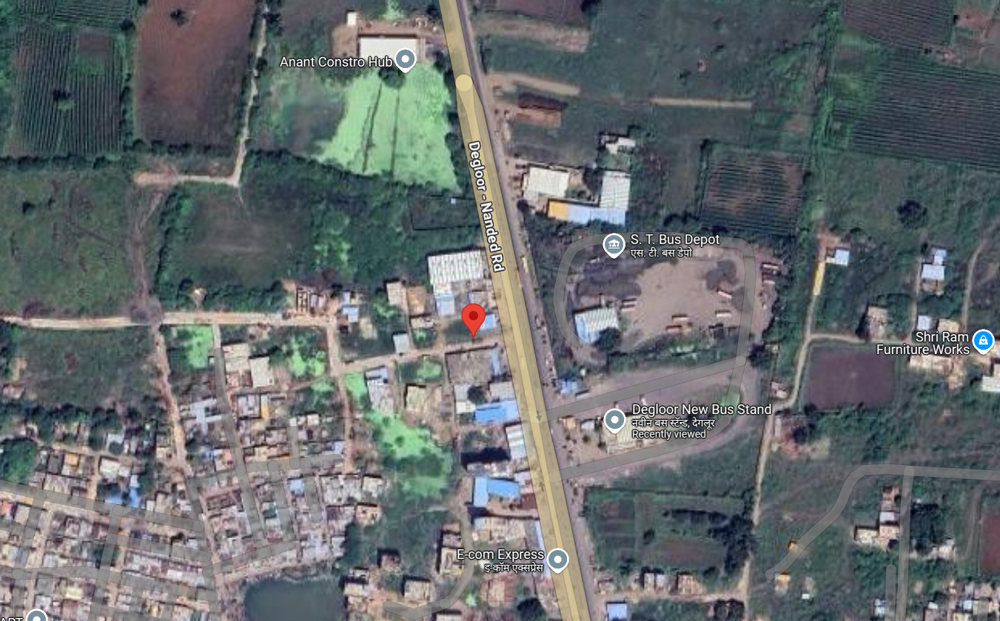 Anant Constro Hub
Degloor - Nanded Rd
S. T. Bus Depot
एस. टी. बस डेपो
Shri Ram
Furniture Works
Degloor New Bus Stand
नवीन बस स्टॅन्ड, देगलूर
Recently viewed
E-com Express
इ-कॉम एक्सप्रेस